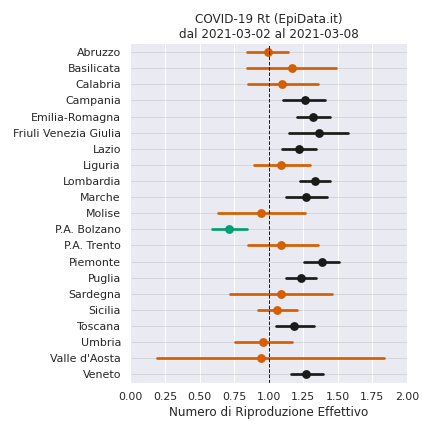 COVID-19 Rt (EpiData.it)
dal 2021-03-02 al 2021-03-08
Abruzzo
Basilicata
Calabria
Campania
Emilia-Romagna
Friuli Venezia Giulia
Lazio
Liguria
Lombardia
Marche
Molise
P.A. Bolzano
P.A. Trento
Piemonte
Puglia
Sardegna
Sicilia
Toscana
Umbria
Valle d'Aosta
Veneto
0.00 0.25 0.50 0.75 1.00 1.25 1.50 1.75 2.00
Numero di Riproduzione Effettivo